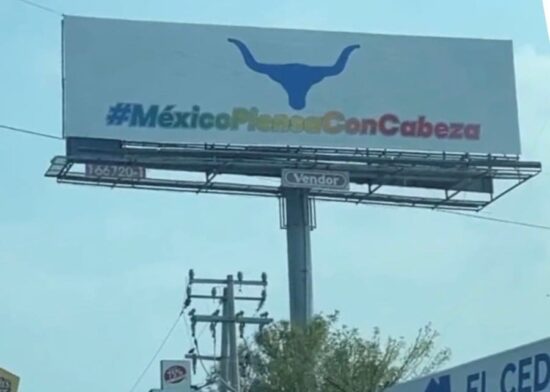 #MéxicoPiensaConCabeza
166720-1
Vendor
EL CED